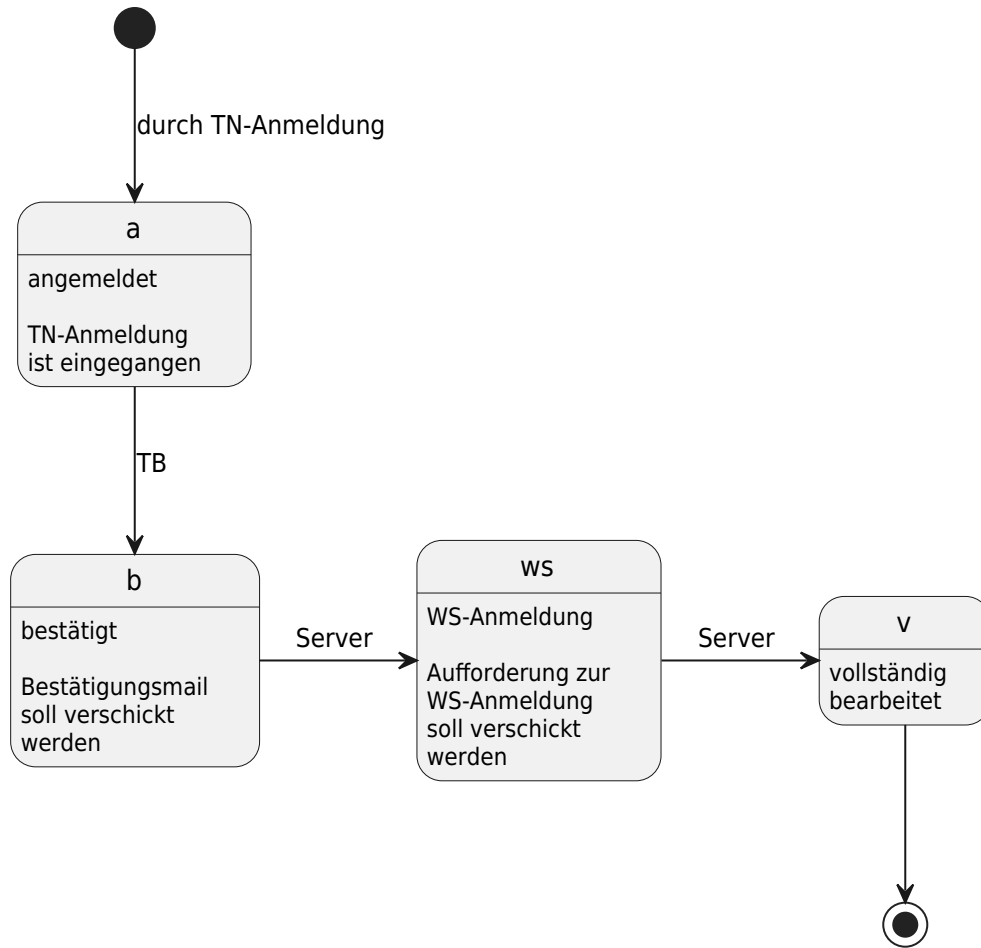 durch TN-Anmeldung
a
angemeldet
TN-Anmeldung
ist eingegangen
TB
b
bestätigt
Bestätigungsmail
soll verschickt
werden
Server
ws
WS-Anmeldung
Aufforderung zur
WS-Anmeldung
soll verschickt
werden
Server
v
vollständig
bearbeitet